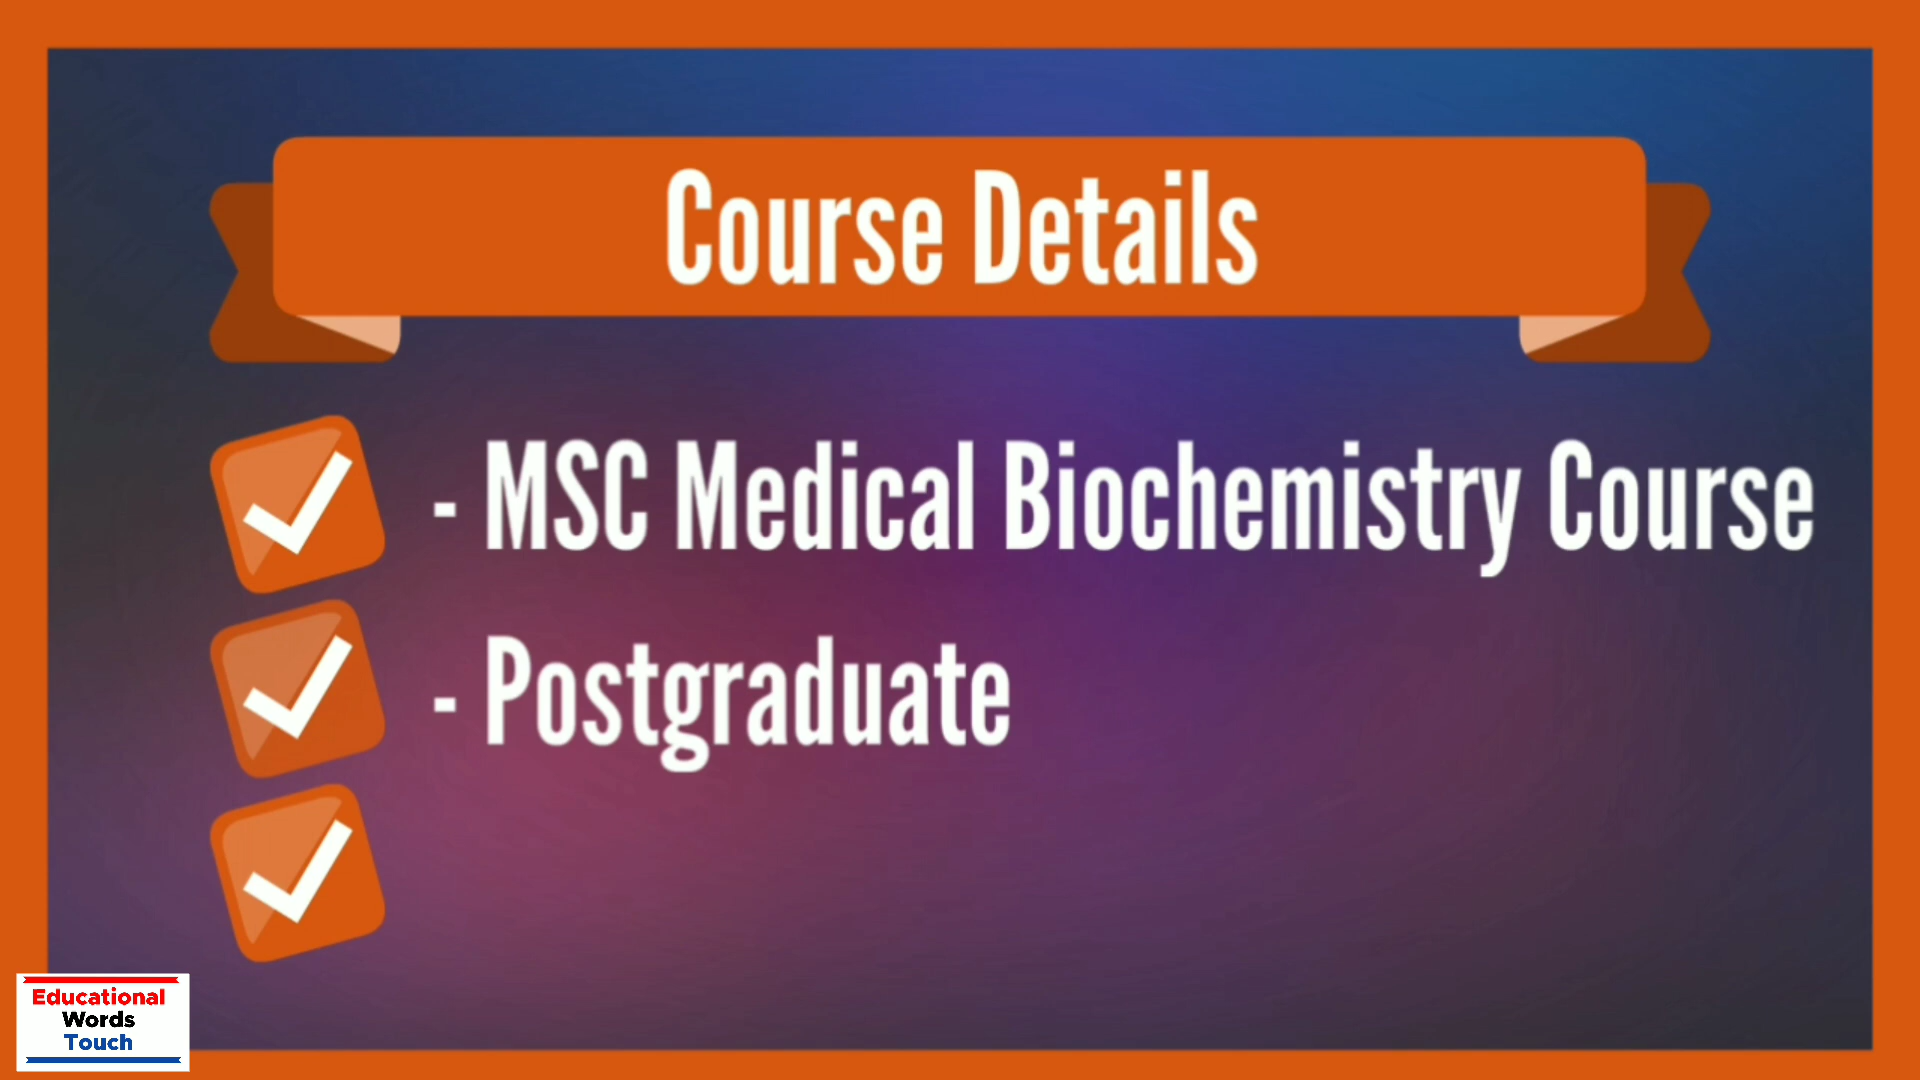 Course Details
- MSC Medical Biochemistry Course
- Postgraduate
Educational
Words
Touch